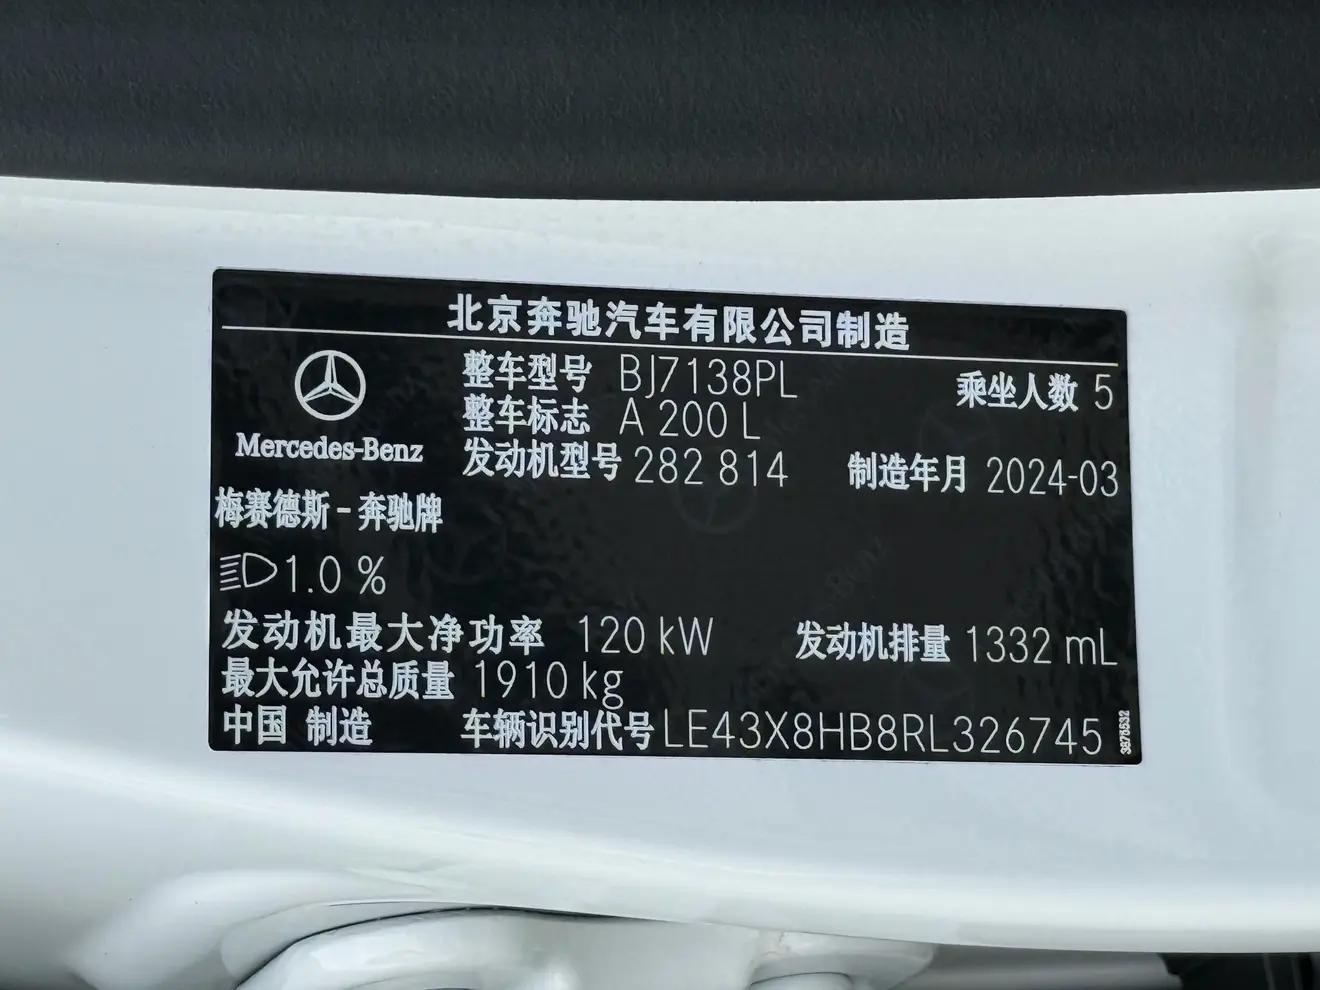 北京奔驰汽车有限公司制造
整车型号 BJ7138PL 乘坐人数 5
整车标志 A 200 L
Mercedes-Benz
发动机型号 282 814 制造年月 2024-03
梅赛德斯-奔驰牌
1.0 %
发动机最大净功率 120 kW 发动机排量 1332 mL
最大允许总质量 1910 kg
中国 制造 车辆识别代号 LE43X8HB8RL326745